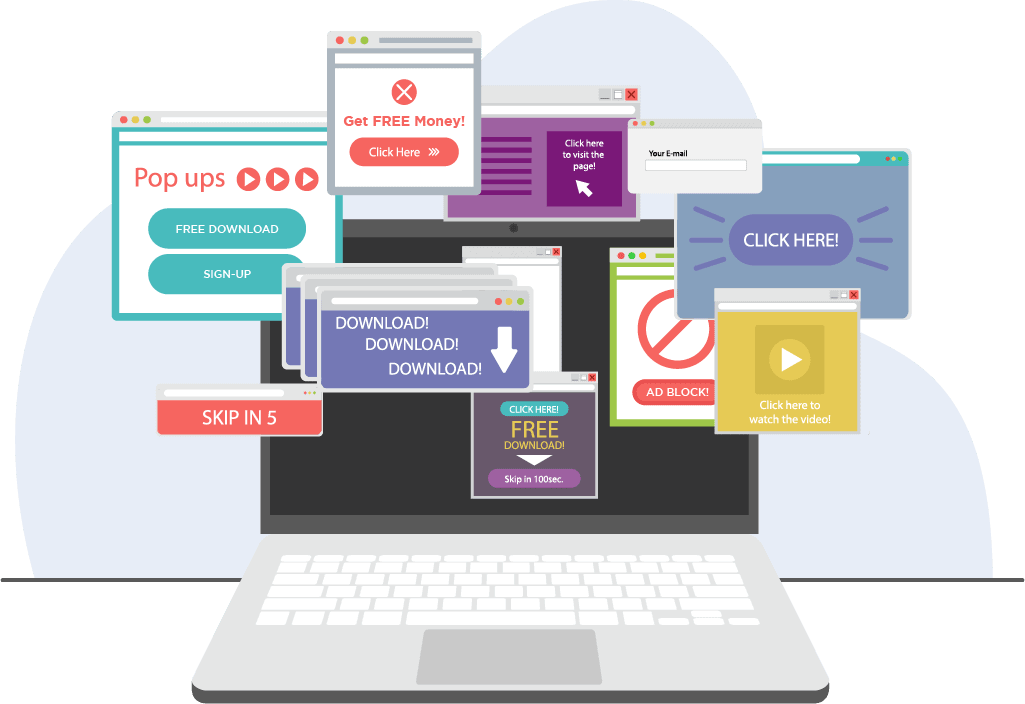 Get FREE Money!
Click Here
Pop ups
FREE DOWNLOAD
SIGN-UP
Click here
to visit the
page!
Your E-mail
CLICK HERE!
DOWNLOAD!
DOWNLOAD!
DOWNLOAD!
SKIP IN 5
CLICK HERE!
FREE
DOWNLOAD!
Skip in 100sec.
AD BLOCK!
Click here to
watch the video!